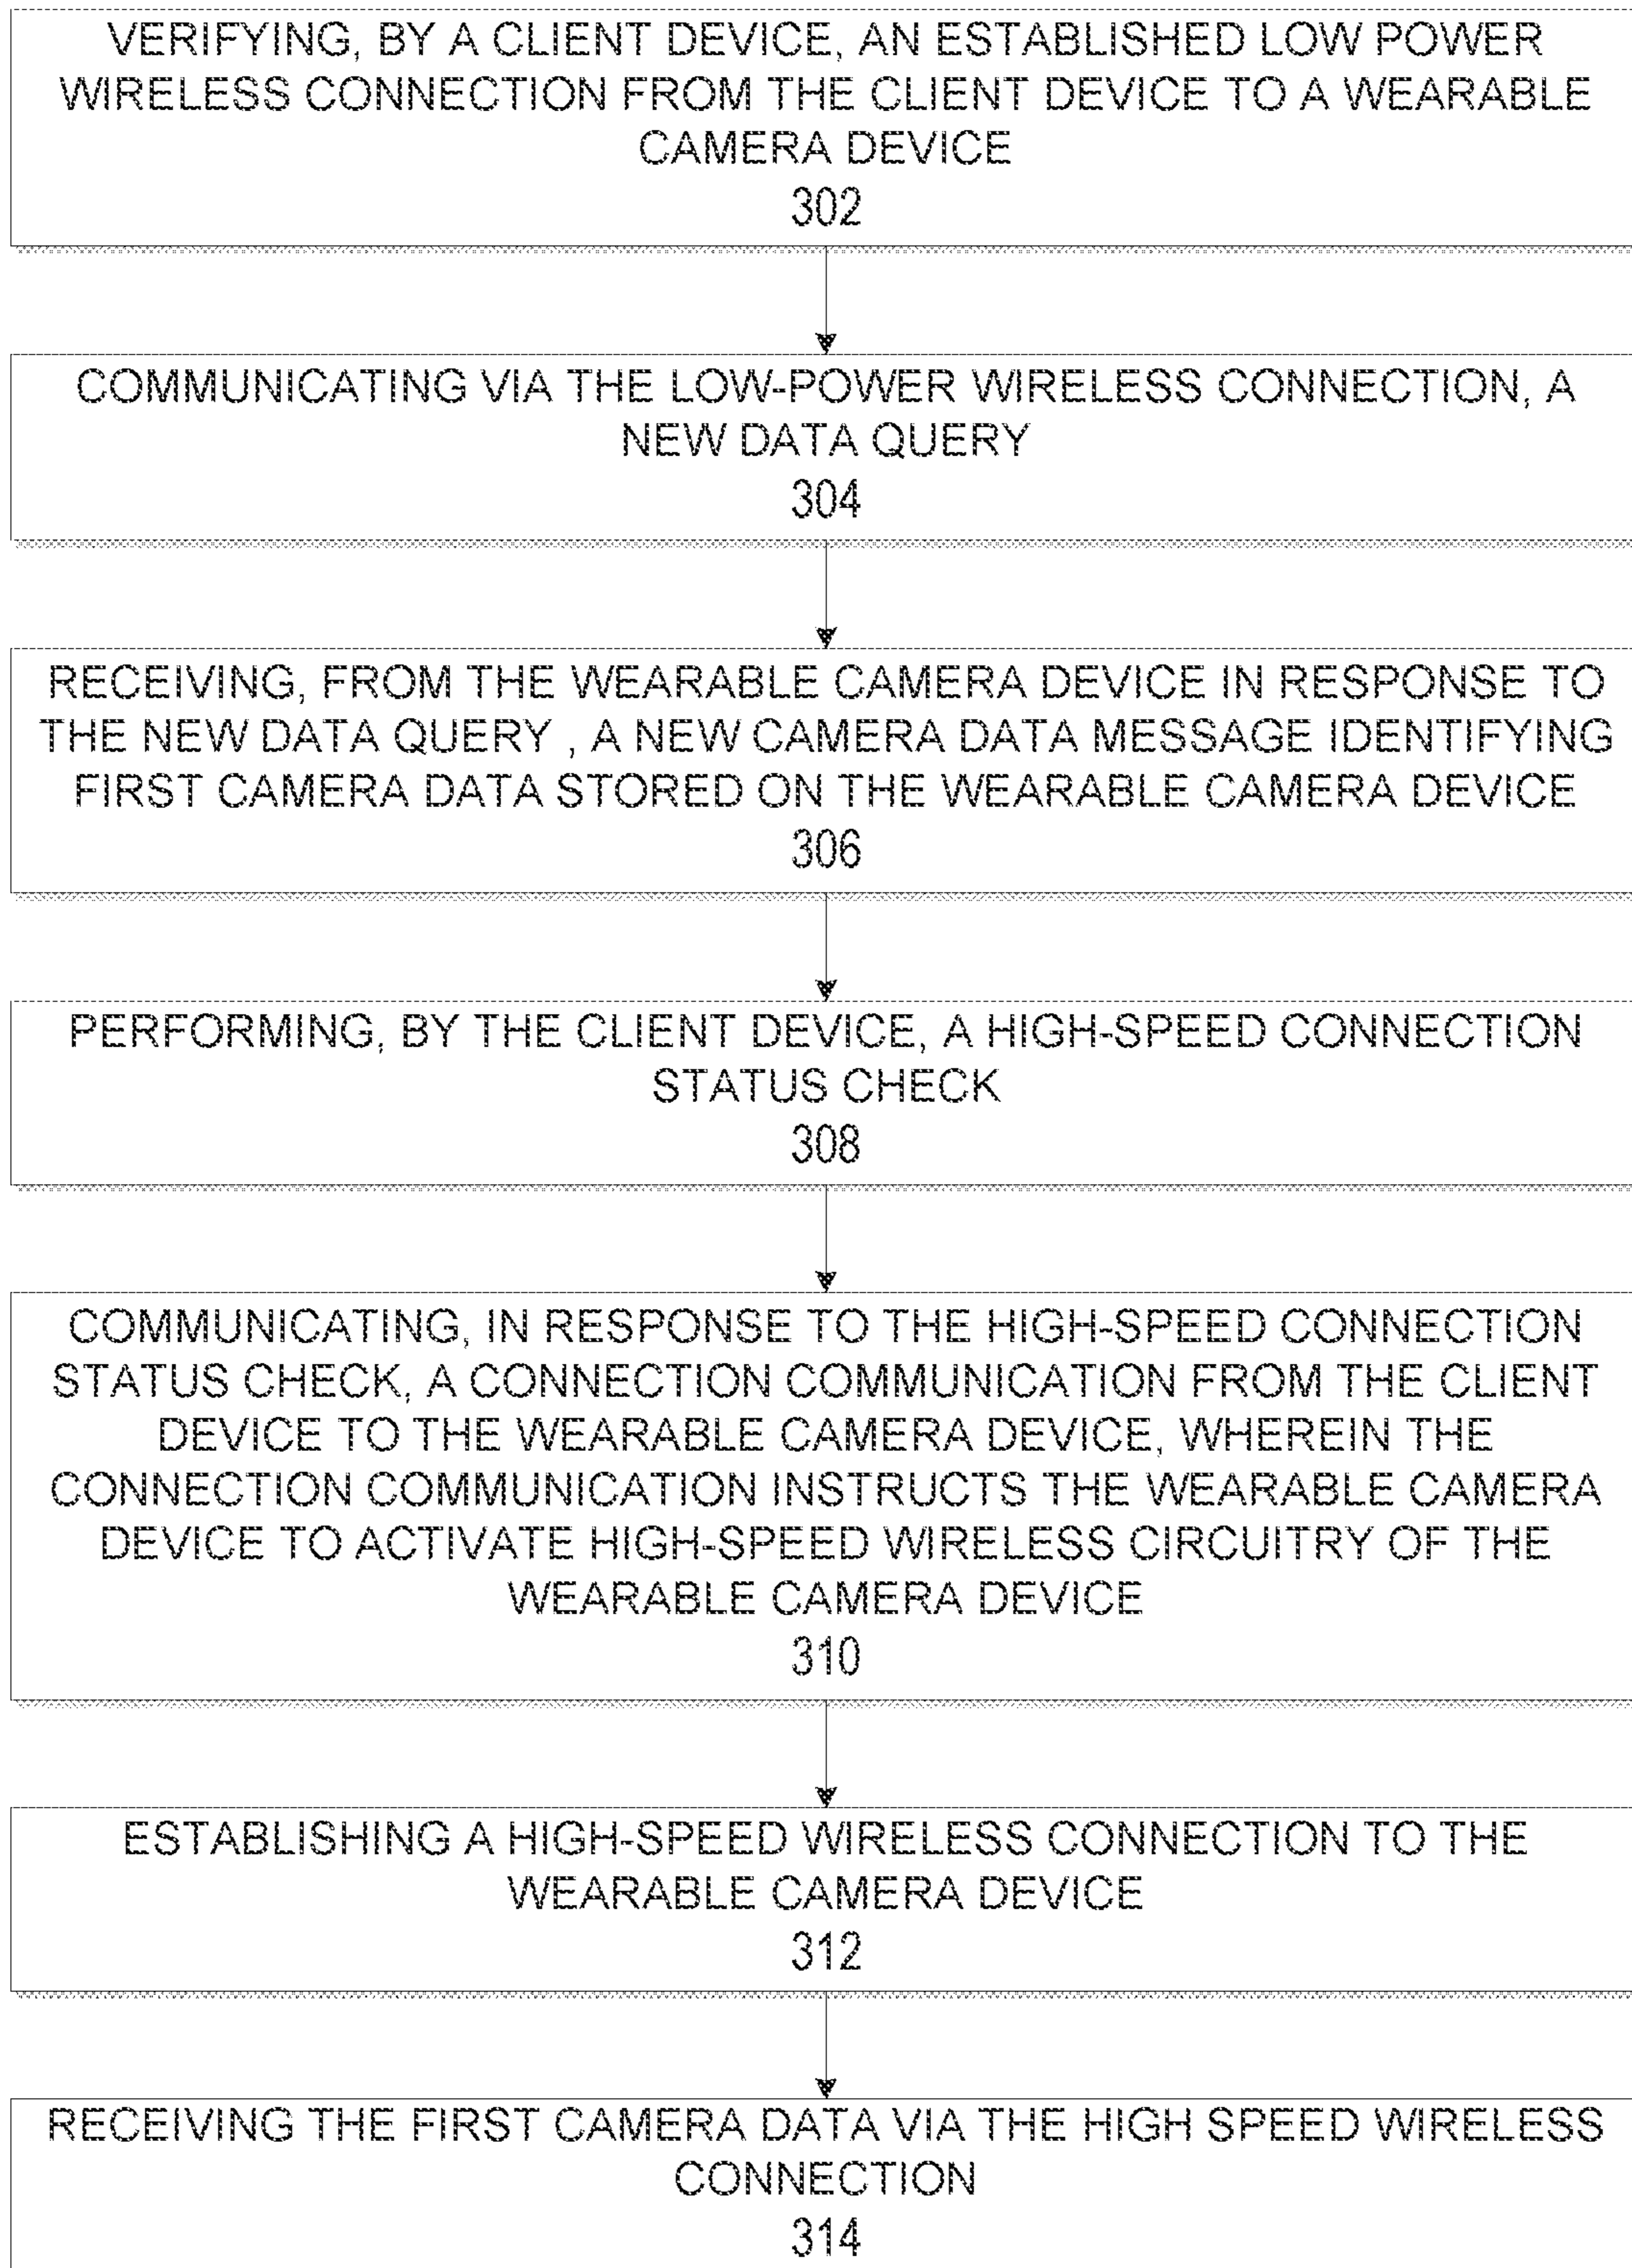 VERIFYING, BY A CLIENT DEVICE, AN ESTABLISHED LOW POWER
WIRELESS CONNECTION FROM THE CLIENT DEVICE TO A WEARABLE
CAMERA DEVICE
302
COMMUNICATING VIA THE LOW-POWER WIRELESS CONNECTION, A
NEW DATA QUERY
304
RECEIVING, FROM THE WEARABLE CAMERA DEVICE IN RESPONSE TO
THE NEW DATA QUERY , A NEW CAMERA DATA MESSAGE IDENTIFYING
FIRST CAMERA DATA STORED ON THE WEARABLE CAMERA DEVICE
306
PERFORMING, BY THE CLIENT DEVICE, A HIGH-SPEED CONNECTION
STATUS CHECK
308
COMMUNICATING, IN RESPONSE TO THE HIGH-SPEED CONNECTION
STATUS CHECK, A CONNECTION COMMUNICATION FROM THE CLIENT
DEVICE TO THE WEARABLE CAMERA DEVICE, WHEREIN THE
CONNECTION COMMUNICATION INSTRUCTS THE WEARABLE CAMERA
DEVICE TO ACTIVATE HIGH-SPEED WIRELESS CIRCUITRY OF THE
WEARABLE CAMERA DEVICE
310
ESTABLISHING A HIGH-SPEED WIRELESS CONNECTION TO THE
WEARABLE CAMERA DEVICE
312
RECEIVING THE FIRST CAMERA DATA VIA THE HIGH SPEED WIRELESS
CONNECTION
314